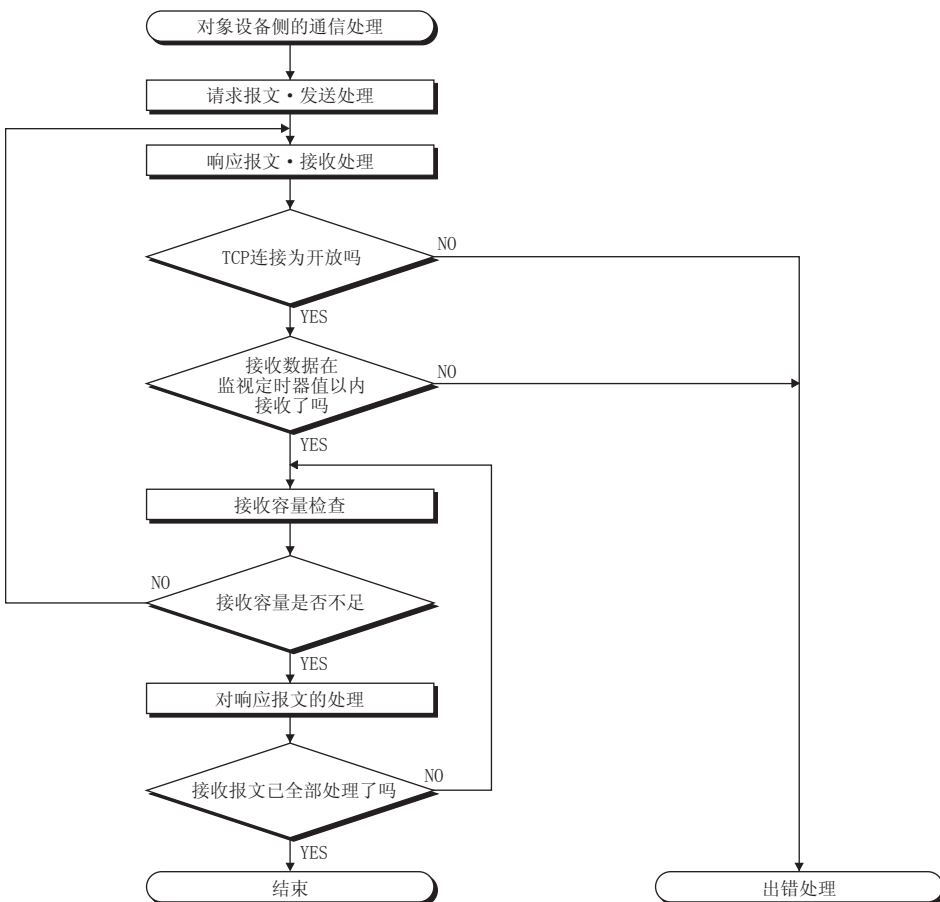 对象设备侧的通信处理
请求报文•发送处理
响应报文•接收处理
TCP连接为开放吗
NO
YES
接收数据在
监视定时器值以内
接收了吗
NO
YES
接收容量检查
NO
接收容量是否不足
YES
对响应报文的处理
接收报文已全部处理了吗
NO
YES
结束
出错处理